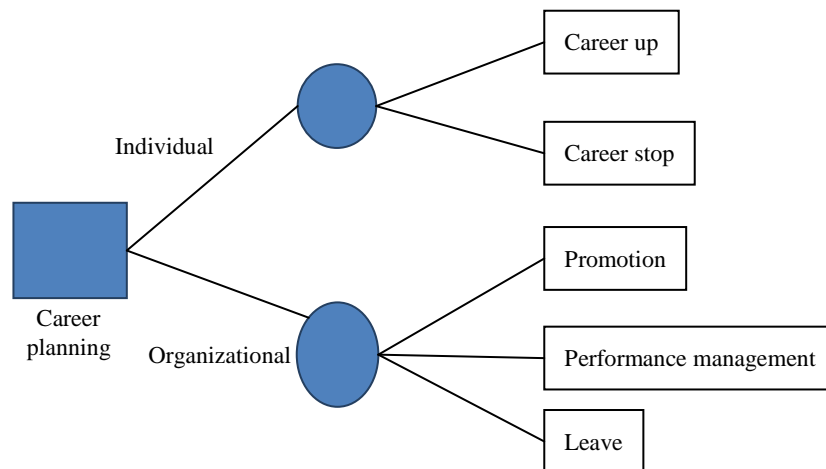 Career up
Individual
Career stop
Career
planning
Organizational
Promotion
Performance management
Leave